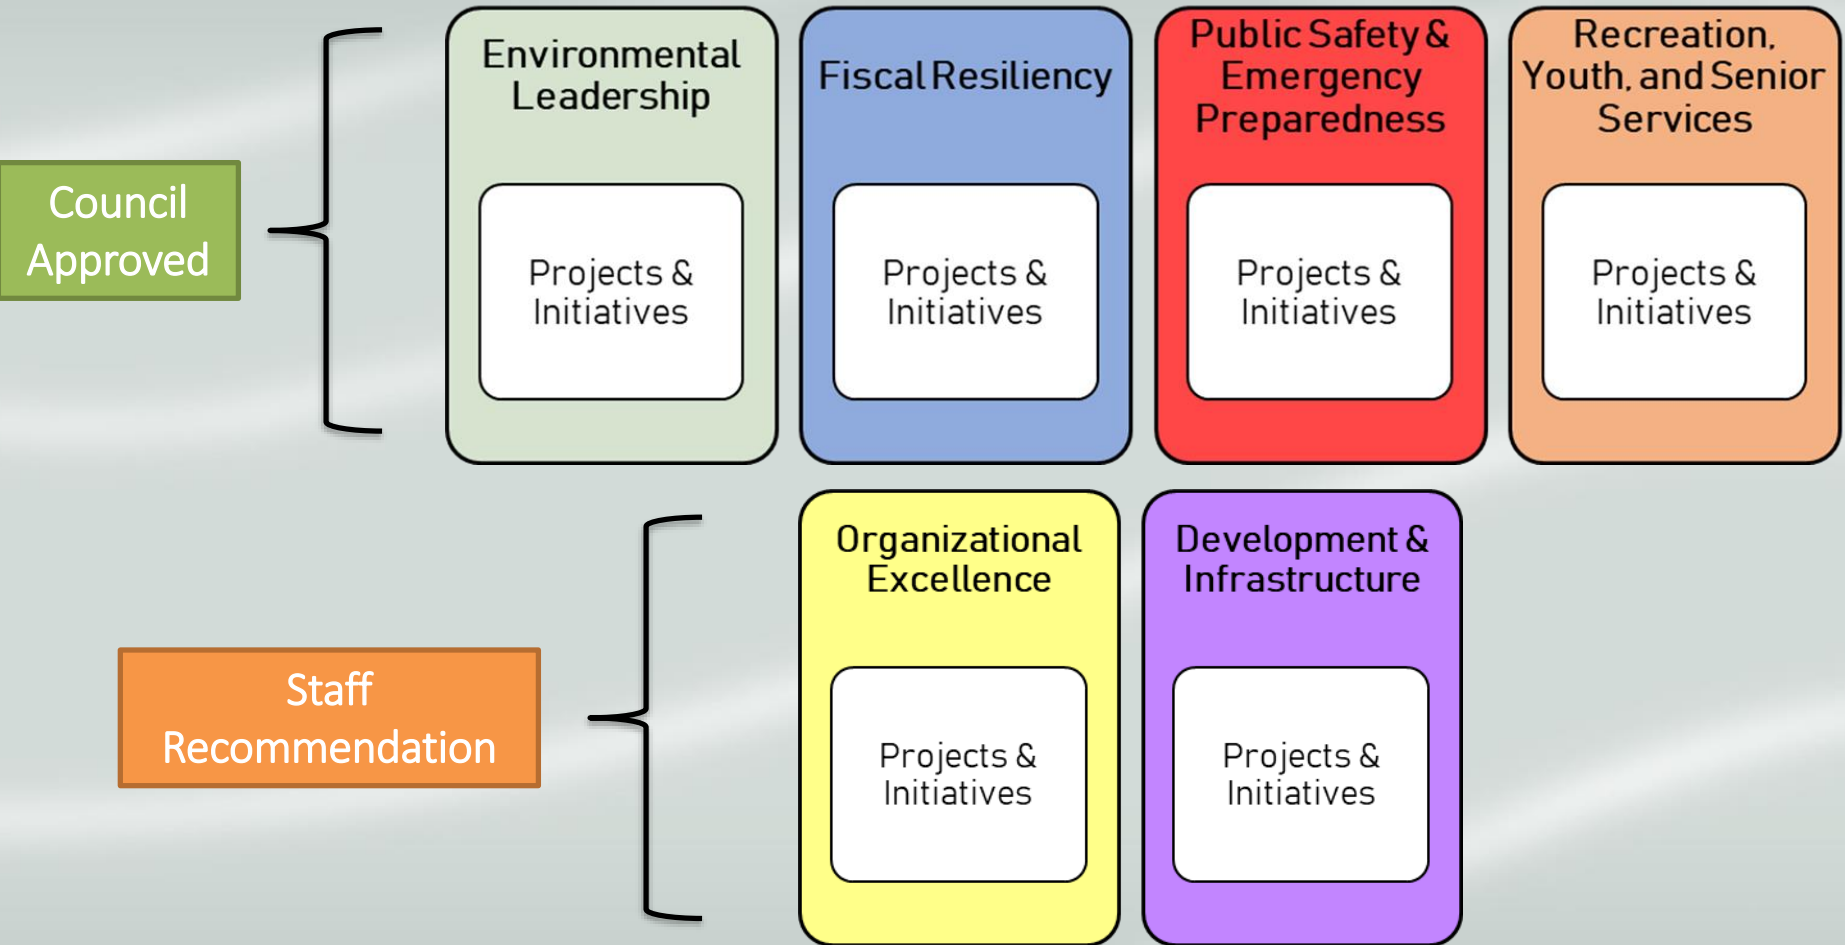 Council
Approved
Environmental
Leadership
Projects &
Initiatives
Fiscal Resiliency
Projects &
Initiatives
Public Safety &
Emergency
Preparedness
Projects &
Initiatives
Recreation,
Youth, and Senior
Services
Projects &
Initiatives
Staff
Recommendation
Organizational
Excellence
Projects &
Initiatives
Development &
Infrastructure
Projects &
Initiatives